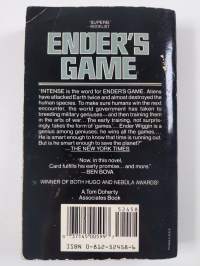 "SUPERB."
—BOOKLIST
ENDER'S
GAME
"INTENSE is the word for ENDER'S GAME. Aliens
have attacked Earth twice and almost destroyed the
human species. To make sure humans win the next
encounter, the world government has taken to
breeding military geniuses—and then training them
in the arts of war... The early training, not surpris-
ingly, takes the form of 'games'... Ender Wiggin is a
genius among geniuses; he wins all the games...
He is smart enough to know that time is running out.
But is he smart enough to save the planet?"
—THE NEW YORK TIMES
"Now, in this novel,
Card fulfills his early promise...and more."
—BEN BOVA
WINNER OF BOTH HUGO AND NEBULA AWARDS!
A Tom Doherty
Associates Book
52458
ISBN 0-812-52458-6